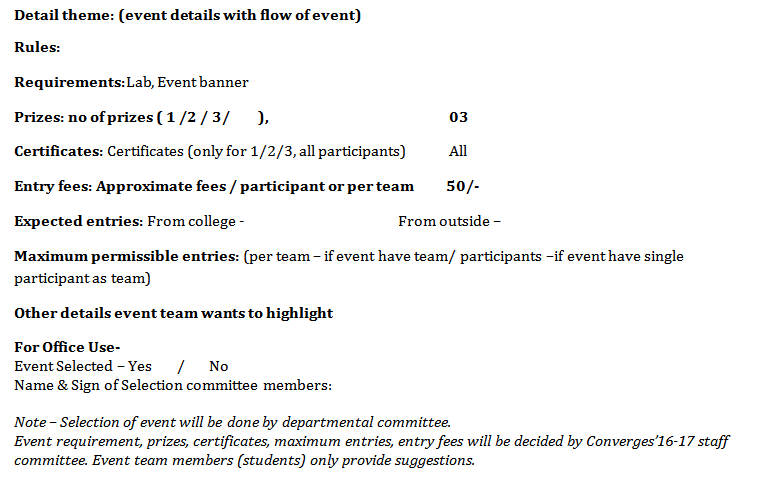 Detail theme: (event details with flow of event)
Rules:
Requirements:Lab, Event banner
Prizes: no of prizes ( 1 /2 / 3/      ),      03
Certificates: Certificates (only for 1/2/3, all participants)      All
Entry fees: Approximate fees / participant or per team      50/-
Expected entries: From college -      From outside –
Maximum permissible entries: (per team – if event have team/ participants –if event have single
participant as team)
Other details event team wants to highlight
For Office Use-
Event Selected – Yes      /      No
Name & Sign of Selection committee members:
Note – Selection of event will be done by departmental committee.
Event requirement, prizes, certificates, maximum entries, entry fees will be decided by Converges'16-17 staff
committee. Event team members (students) only provide suggestions.